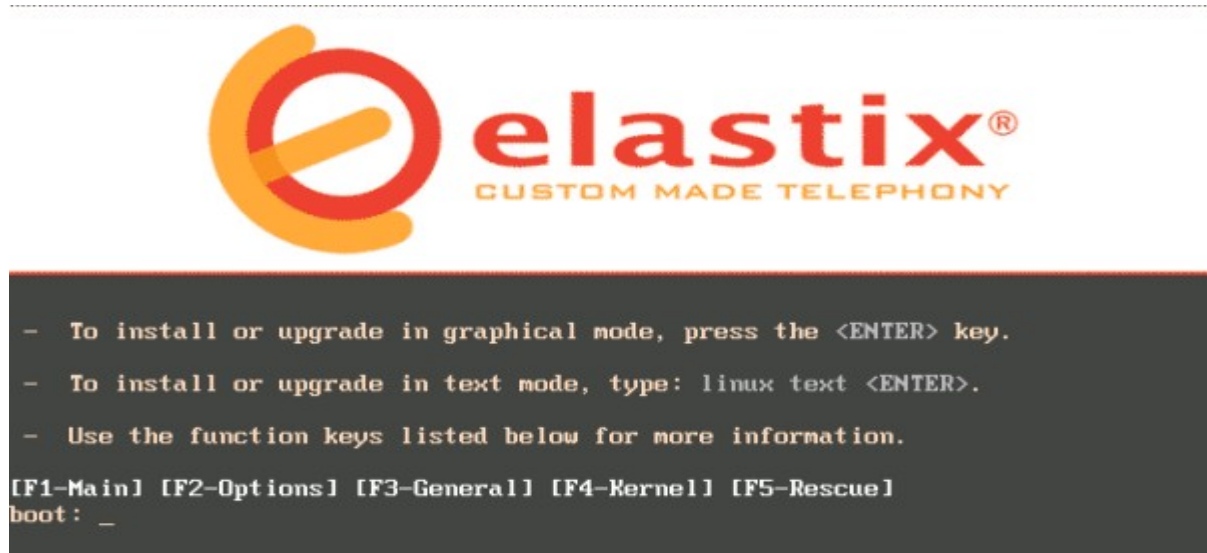 elastix®
CUSTOM MADE TELEPHONY
- To install or upgrade in graphical mode, press the <ENTER> key.
- To install or upgrade in text mode, type: linux text <ENTER>.
- Use the function keys listed below for more information.
[F1-Main] [F2-Options] [F3-General] [F4-Kernel] [F5-Rescue]
boot: _